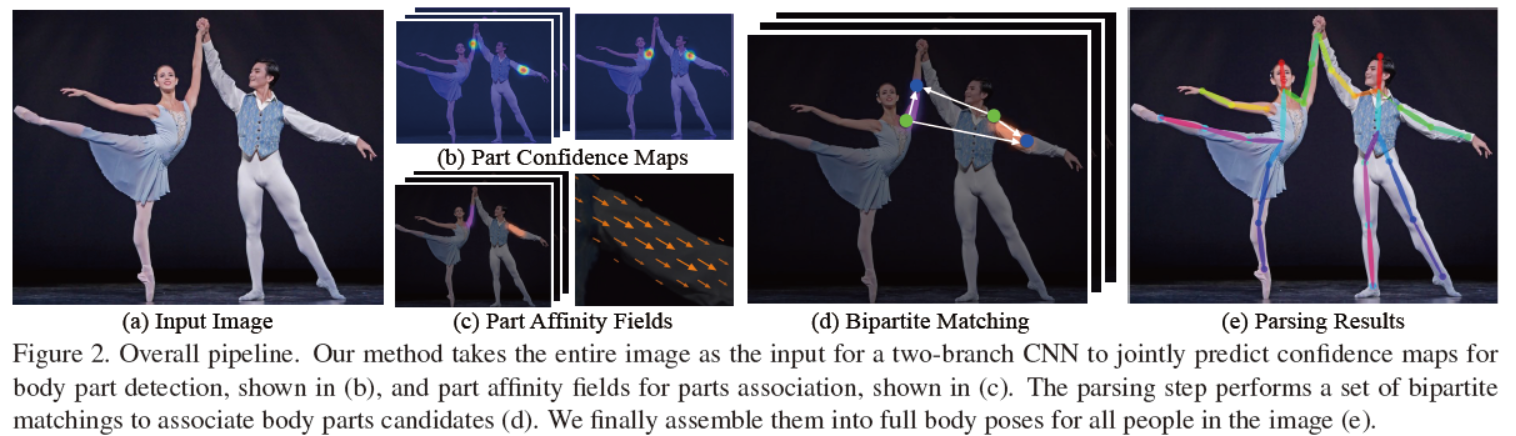 (b) Part Confidence Maps
(a) Input Image
(c) Part Affinity Fields
(d) Bipartite Matching
(e) Parsing Results
Figure 2. Overall pipeline. Our method takes the entire image as the input for a two-branch CNN to jointly predict confidence maps for
body part detection, shown in (b), and part affinity fields for parts association, shown in (c). The parsing step performs a set of bipartite
matchings to associate body parts candidates (d). We finally assemble them into full body poses for all people in the image (e).